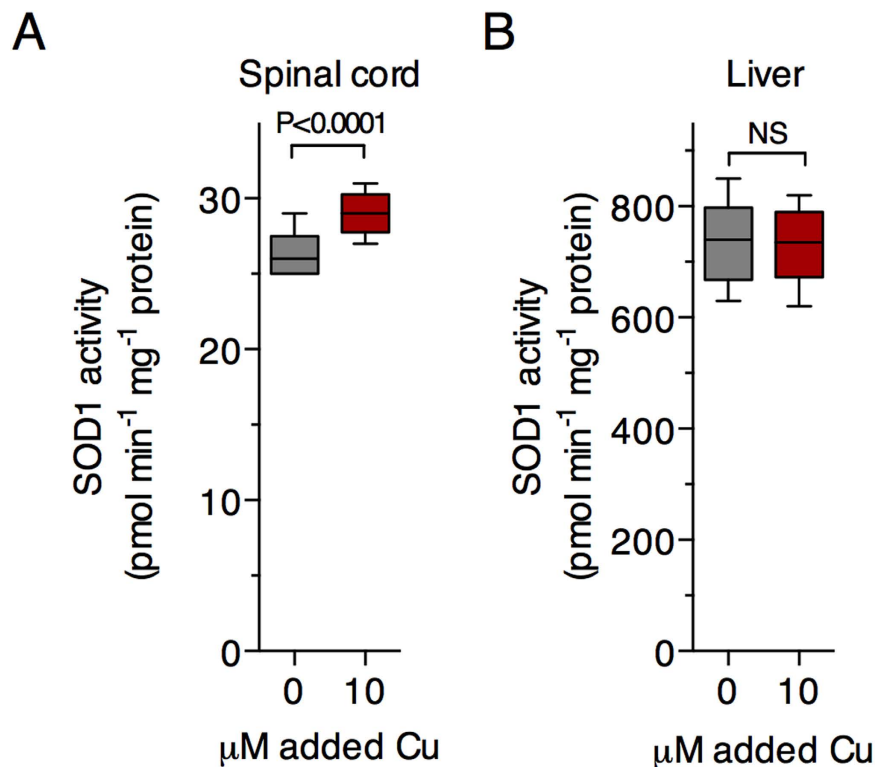 A
Spinal cord
P<0.0001
SOD1 activity
(pmol min⁻¹ mg⁻¹ protein)
30
20
10
0
0 10
μM added Cu
B
Liver
NS
SOD1 activity
(pmol min⁻¹ mg⁻¹ protein)
800
600
400
200
0
0 10
μM added Cu